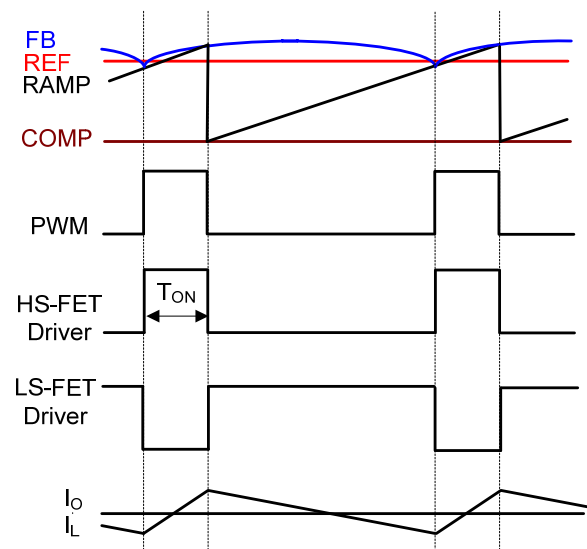 FB
REF
RAMP
COMP
PWM
HS-FET
Driver
TON
LS-FET
Driver
IO
IL